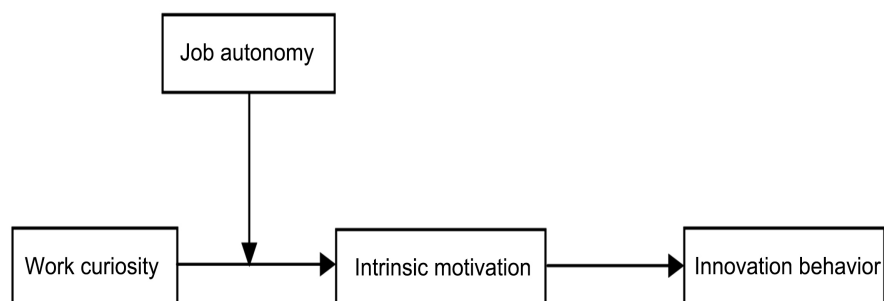 Job autonomy
Work curiosity
Intrinsic motivation
Innovation behavior